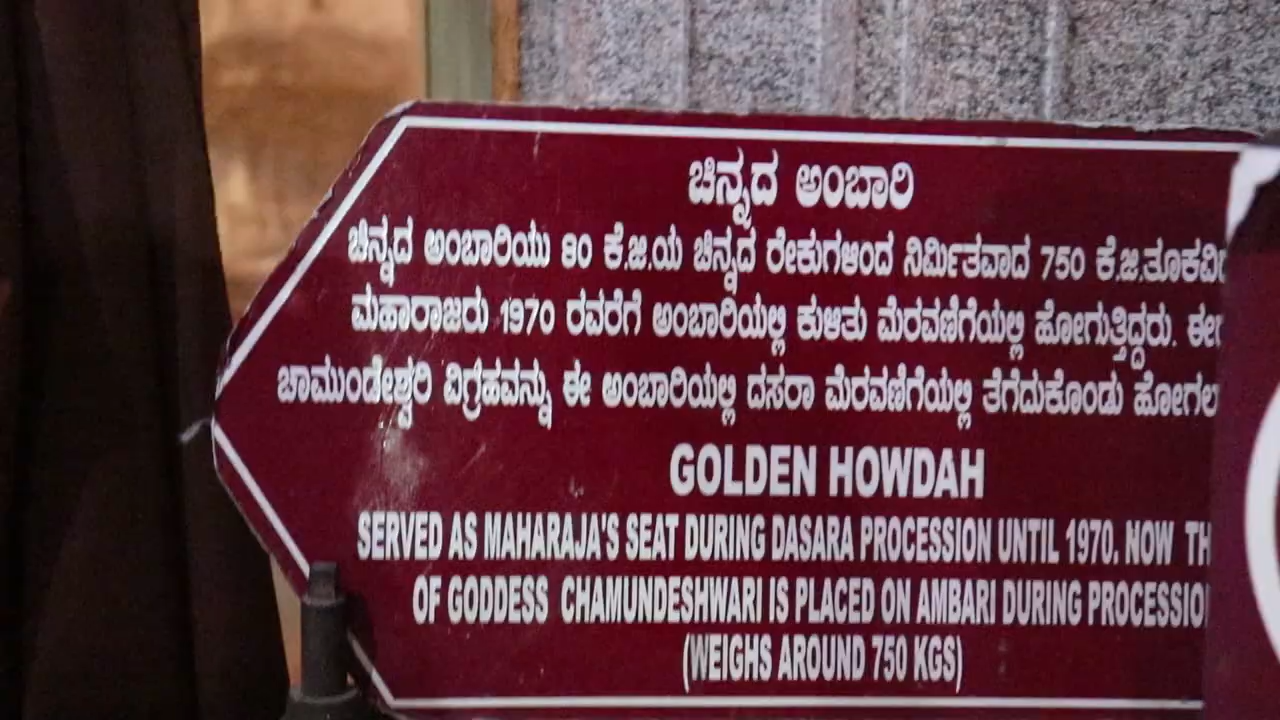 ಚಿನ್ನದ ಅಂಬಾರಿ
ಚಿನ್ನದ ಅಂಬಾರಿಯು 80 ಕೆ.ಜಿ.ಯ ಚಿನ್ನದ ರೇಕುಗಳಿಂದ ನಿರ್ಮಿತವಾದ 750 ಕೆ.ಜಿ.ತೂಕವಿ
ಮಹಾರಾಜರು 1970 ರವರೆಗೆ ಅಂಬಾರಿಯಲ್ಲಿ ಕುಳಿತು ಮೆರವಣಿಗೆಯಲ್ಲಿ ಹೋಗುತ್ತಿದ್ದರು.
ಚಾಮುಂಡೇಶ್ವರಿ ವಿಗ್ರಹವನ್ನು ಈ ಅಂಬಾರಿಯಲ್ಲಿ ದಸರಾ ಮೆರವಣಿಗೆಯಲ್ಲಿ ತೆಗೆದುಕೊಂಡು ಹೋಗಲ
GOLDEN HOWDAH
SERVED AS MAHARAJA'S SEAT DURING DASARA PROCESSION UNTIL 1970. NOW TH
OF GODDESS CHAMUNDESHWARI IS PLACED ON AMBARI DURING PROCESSIO
(WEIGHS AROUND 750 KGS)